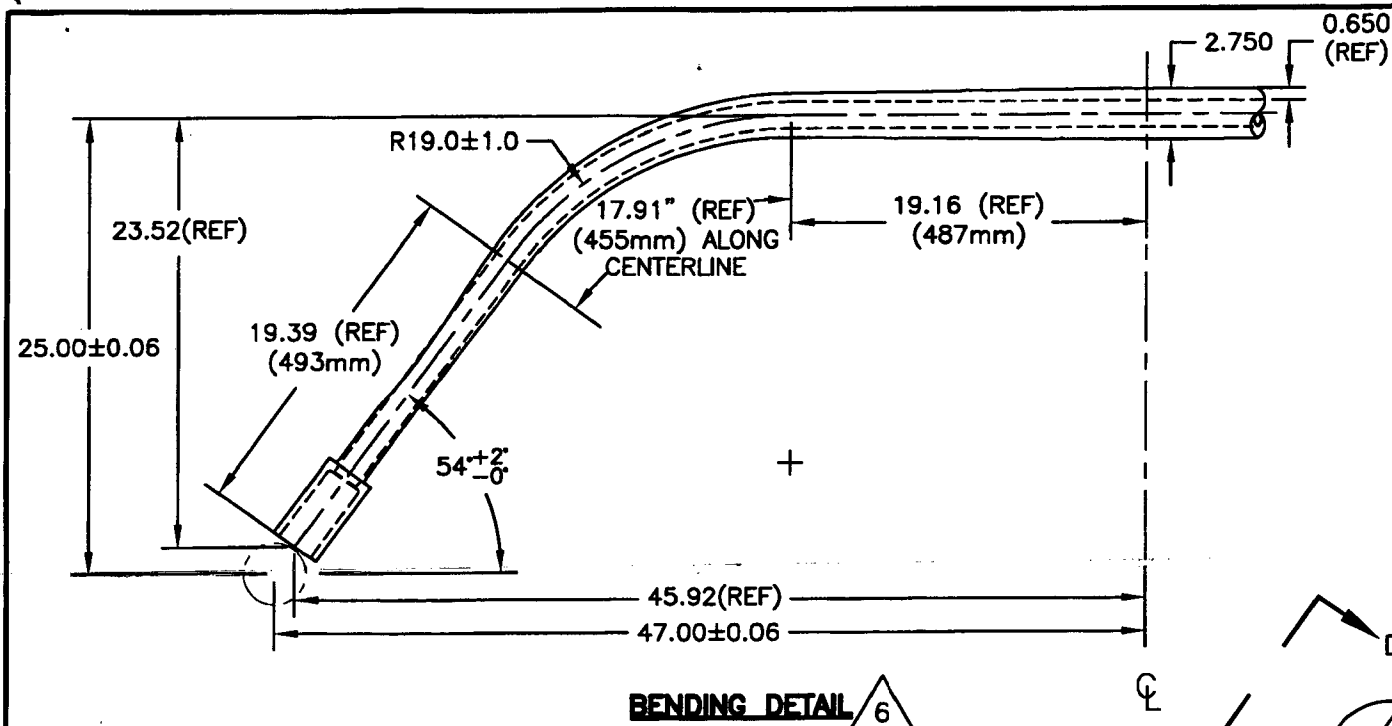 0.650
(REF)
2.750
R19.0±1.0
17.91" (REF)
(455mm) ALONG
CENTERLINE
19.16 (REF)
(487mm)
23.52(REF)
19.39 (REF)
(493mm)
25.00±0.06
54°+2°
-0°
45.92(REF)
47.00±0.06
D
BENDING DETAIL 6
℄